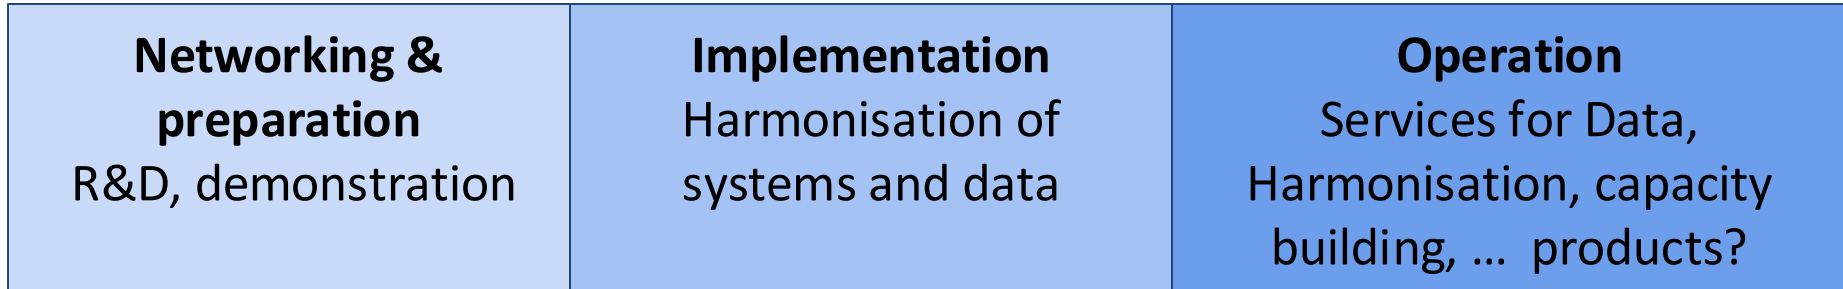 Networking &
preparation
R&D, demonstration
Implementation
Harmonisation of
systems and data
Operation
Services for Data,
Harmonisation, capacity
building, ... products?